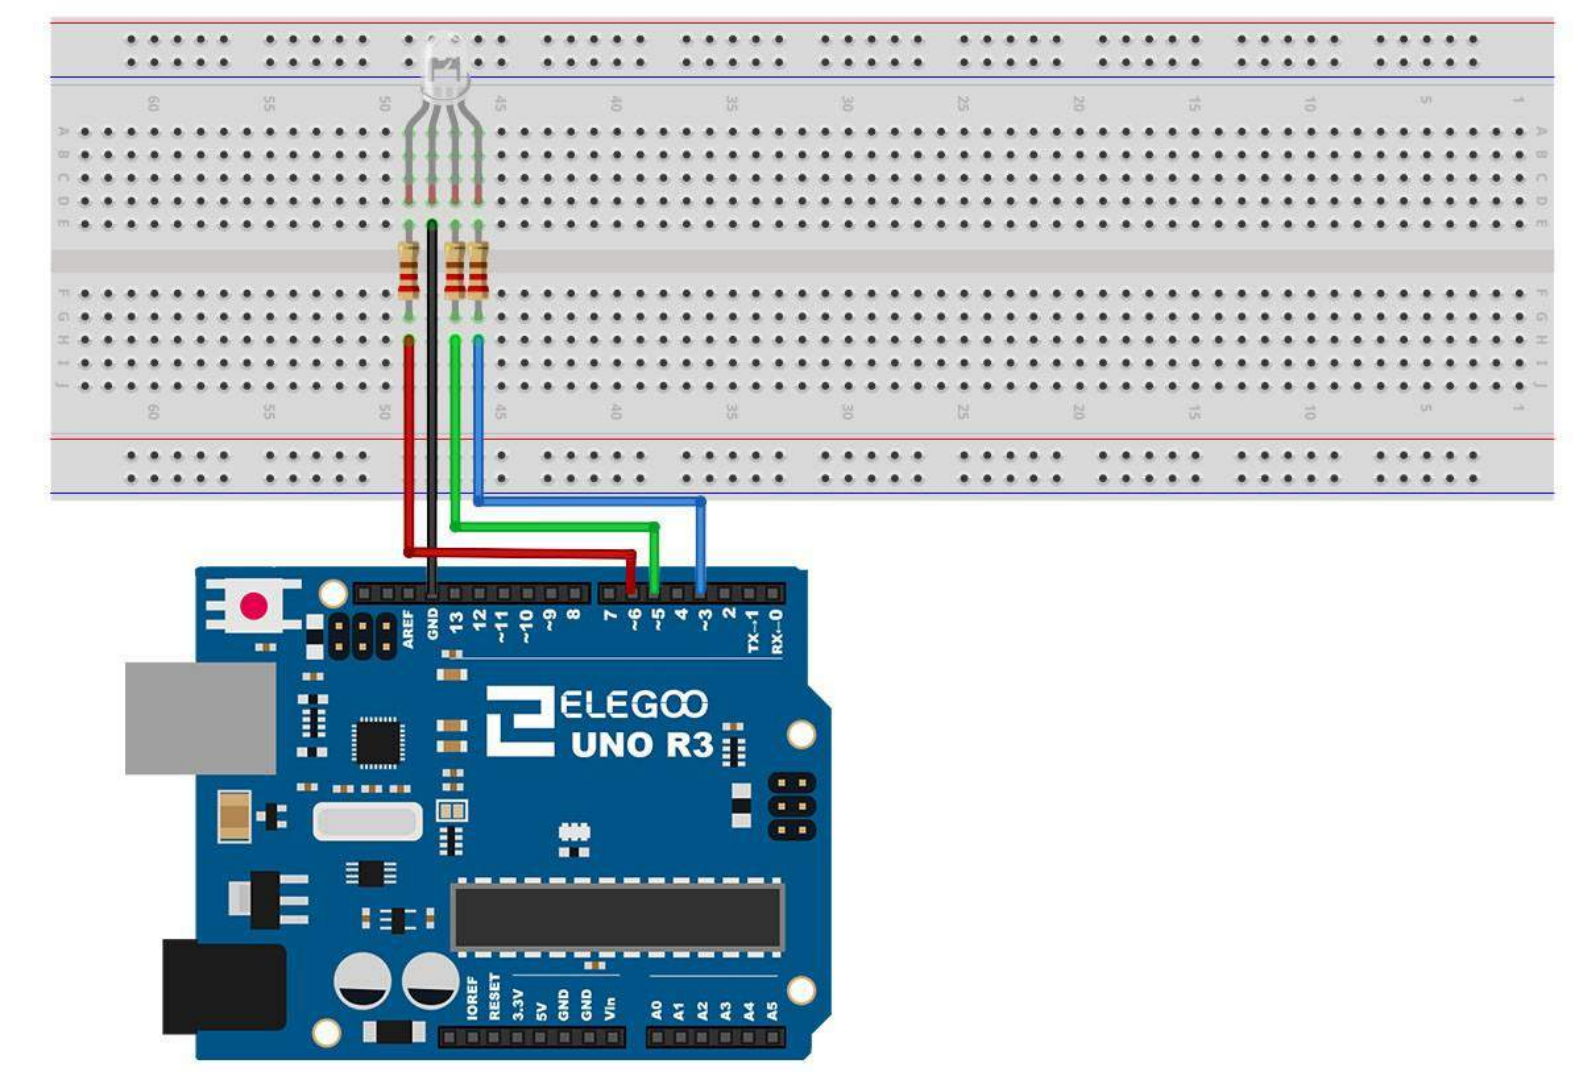 60 55 50 45 40 35 30 25 20 15 10 5 1
A A
B B
C C
D D
E E
F F
G G
H H
I I
J J
60 55 50 45 40 35 30 25 20 15 10 5 1
AREF GND 13 12 ~11 ~10 ~9 8 7 ~6 ~5 4 ~3 2 TX→1 RX←0
ELEGOO
UNO R3
IOREF RESET 3.3V 5V GND GND Vin A0 A1 A2 A3 A4 A5